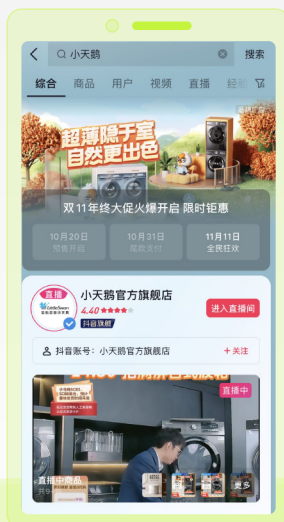 小天鹅
搜索
综合
商品
用户
视频
直播
经验
超薄隐于室
自然更出色
双11年终大促火爆开启 限时钜惠
10月20日
预售开启
10月31日
尾款支付
11月11日
全民狂欢
直播
LittleSwan
小天鹅官方旗舰店
4.40
抖音旗舰
进入直播间
抖音账号：小天鹅官方旗舰店
+关注
直播中
直播中商品
更多